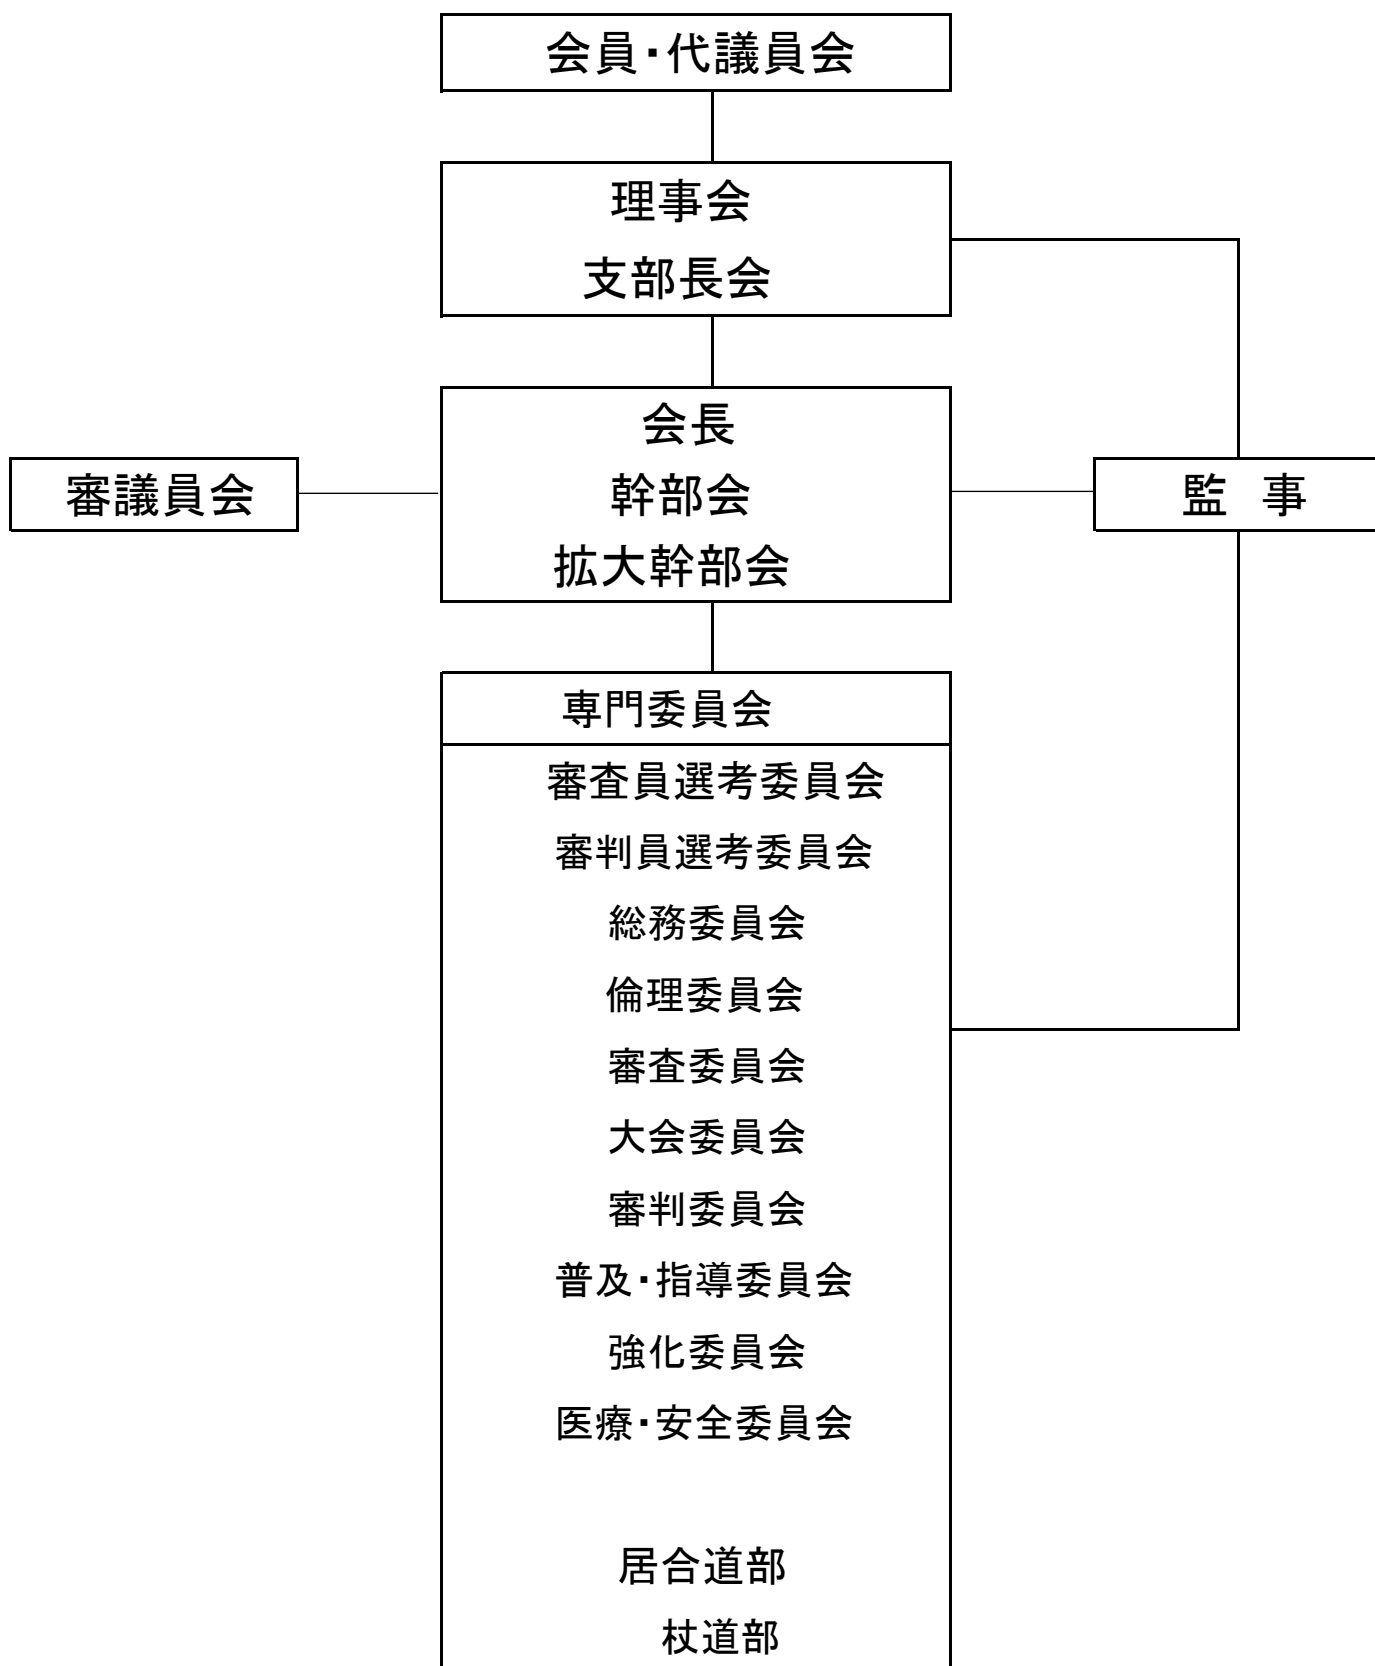 会員・代議員会
理事会
支部長会
会長
幹部会
拡大幹部会
審議員会
監 事
専門委員会
審査員選考委員会
審判員選考委員会
総務委員会
倫理委員会
審査委員会
大会委員会
審判委員会
普及・指導委員会
強化委員会
医療・安全委員会
居合道部
杖道部